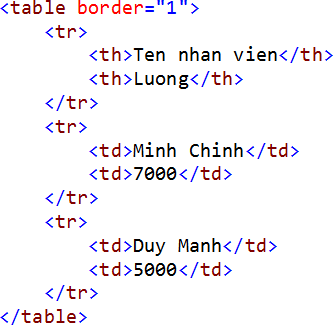 <table border="1">
    <tr>
        <th>Ten nhan vien</th>
        <th>Luong</th>
    </tr>
    <tr>
        <td>Minh Chinh</td>
        <td>7000</td>
    </tr>
    <tr>
        <td>Duy Manh</td>
        <td>5000</td>
    </tr>
</table>